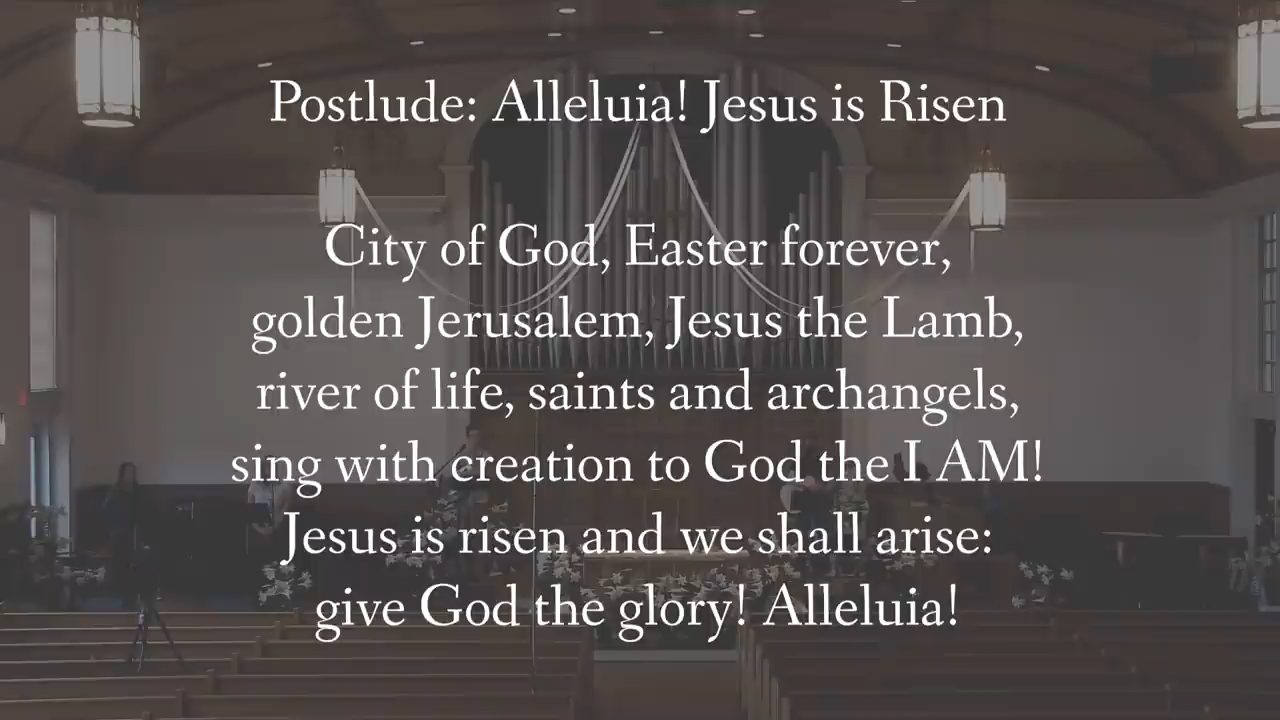 Postlude: Alleluia! Jesus is Risen
City of God, Easter forever,
golden Jerusalem, Jesus the Lamb,
river of life, saints and archangels,
sing with creation to God the I AM!
Jesus is risen and we shall arise:
give God the glory! Alleluia!